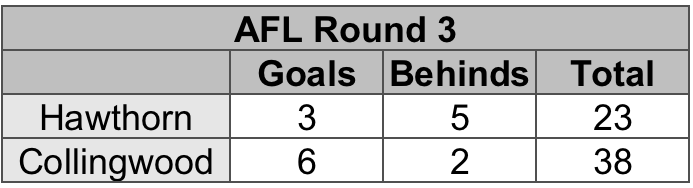 AFL Round 3
Goals Behinds Total
Hawthorn 3 5 23
Collingwood 6 2 38